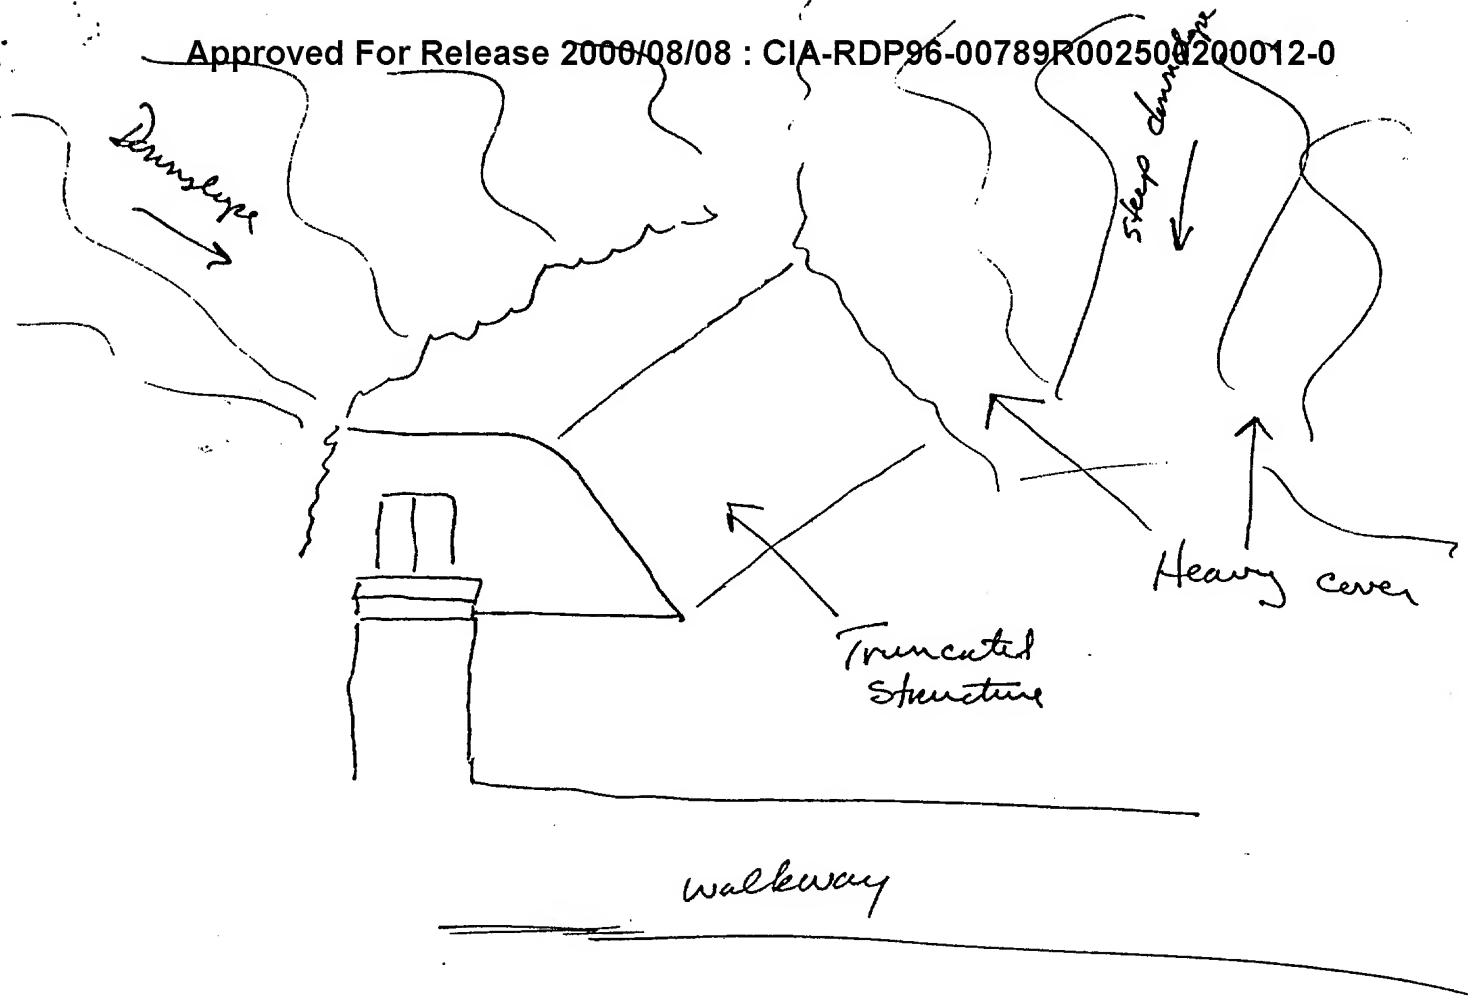 Approved For Release 2000/08/08 : CIA-RDP96-00789R002500200012-0
Downslope
steep downslope
Heavy cover
Truncated
structure
walkway